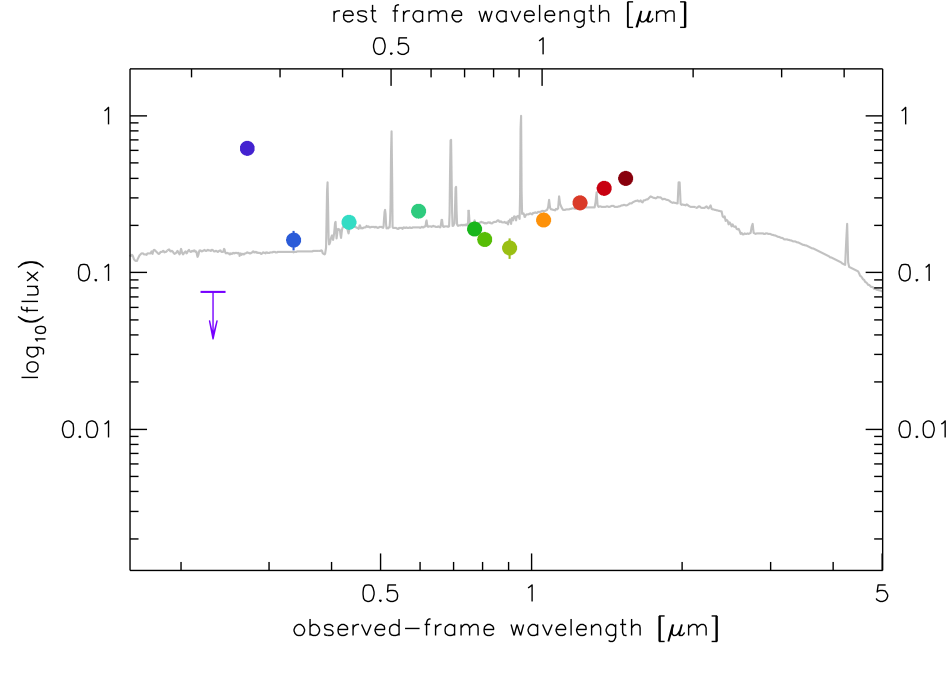 rest frame wavelength [μm]
0.5 1
1 1
0.1 0.1
0.01 0.01
log10(flux)
0.5 1 5
observed−frame wavelength [μm]